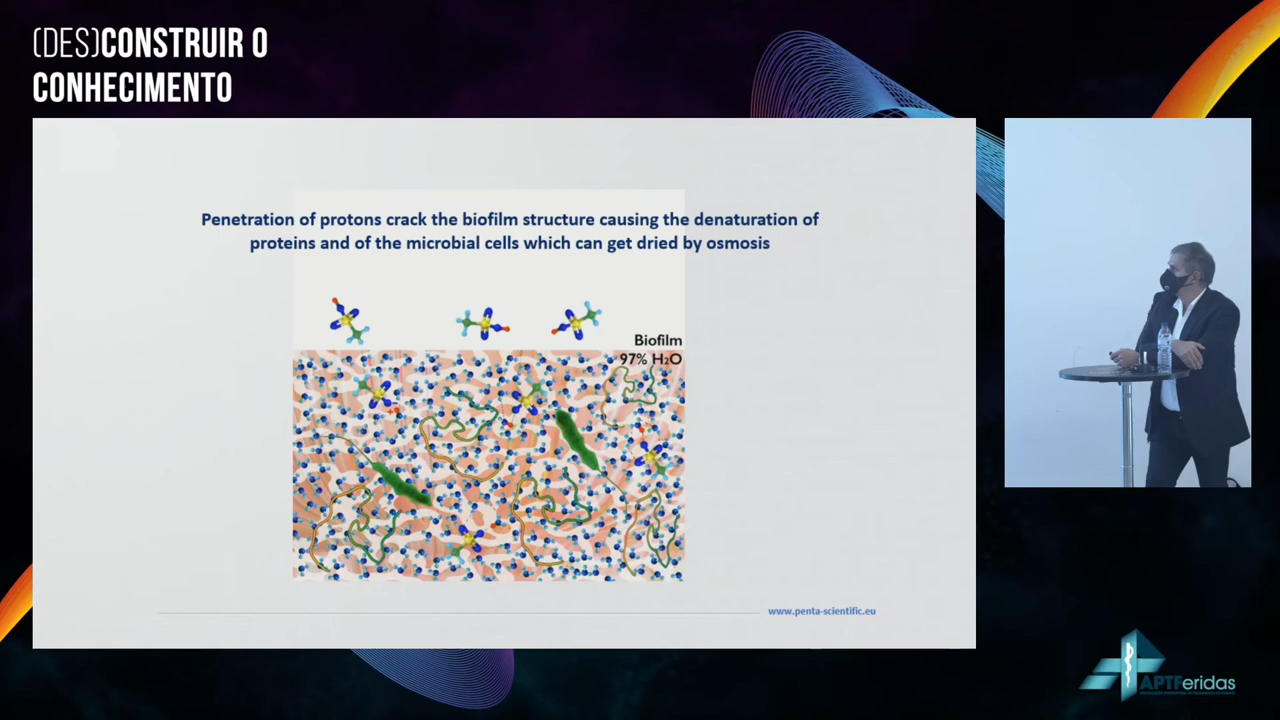 (DES)CONSTRUIR O
CONHECIMENTO
Penetration of protons crack the biofilm structure causing the denaturation of
proteins and of the microbial cells which can get dried by osmosis
Biofilm
97% H₂O
www.penta-scientific.eu
APTFeridas